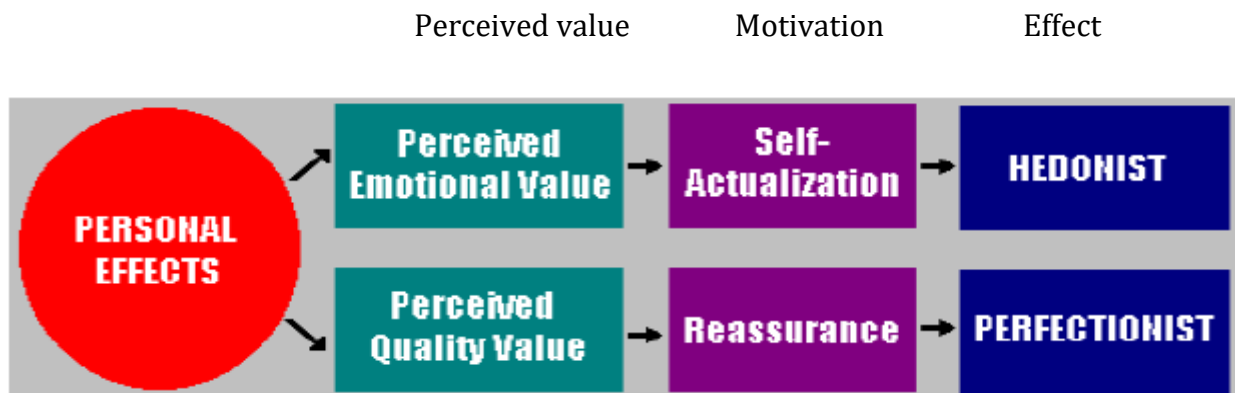 Perceived value Motivation Effect
PERSONAL
EFFECTS
Perceived
Emotional Value
Self-
Actualization
HEDONIST
Perceived
Quality Value
Reassurance
PERFECTIONIST